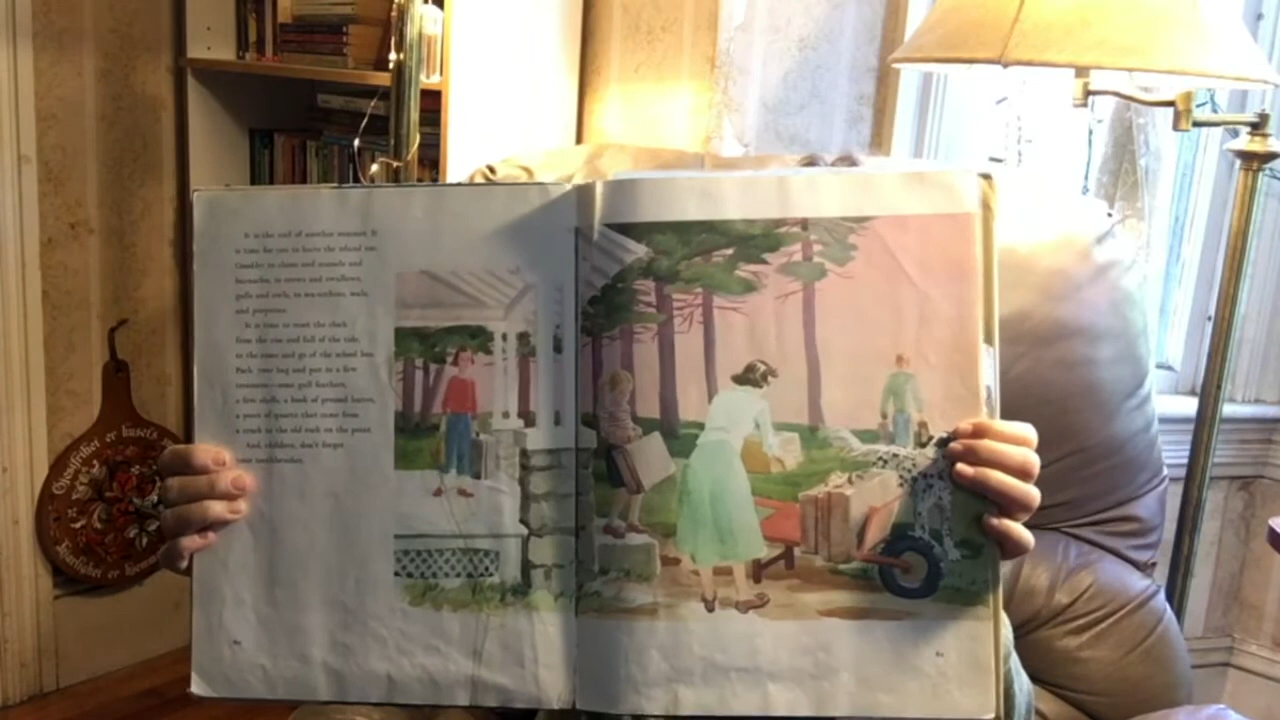 It is the end of another summer. It
is time for you to leave the island too.
Goodby to clams and mussels and
barnacles, to crows and swallows,
gulls and owls, to sea-urchins, seals,
and porpoises.
It is time to reset the clock
from the rise and fall of the tide,
to the come and go of the school bus.
Pack your bag and put in a few
treasures—some gull feathers,
a few shells, a book of pressed leaves,
a piece of quartz that came from
a crack in the old rock on the point.
And, children, don't forget
your toothbrushes.